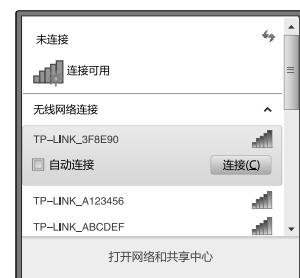 未连接
连接可用
无线网络连接
TP-LINK_3F8E90
自动连接 连接(C)
TP-LINK_A123456
TP-LINK_ABCDEF
打开网络和共享中心